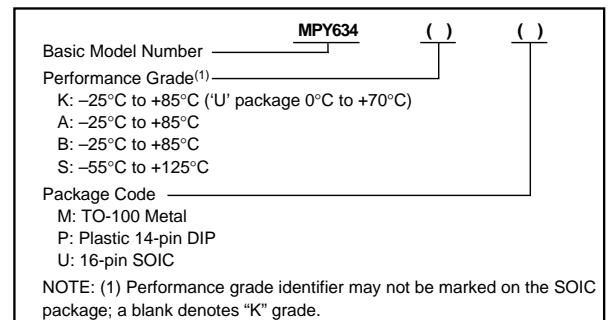 MPY634 ( ) ( )
Basic Model Number
Performance Grade(1)
K: –25°C to +85°C (‘U’ package 0°C to +70°C)
A: –25°C to +85°C
B: –25°C to +85°C
S: –55°C to +125°C
Package Code
M: TO-100 Metal
P: Plastic 14-pin DIP
U: 16-pin SOIC
NOTE: (1) Performance grade identifier may not be marked on the SOIC
package; a blank denotes “K” grade.